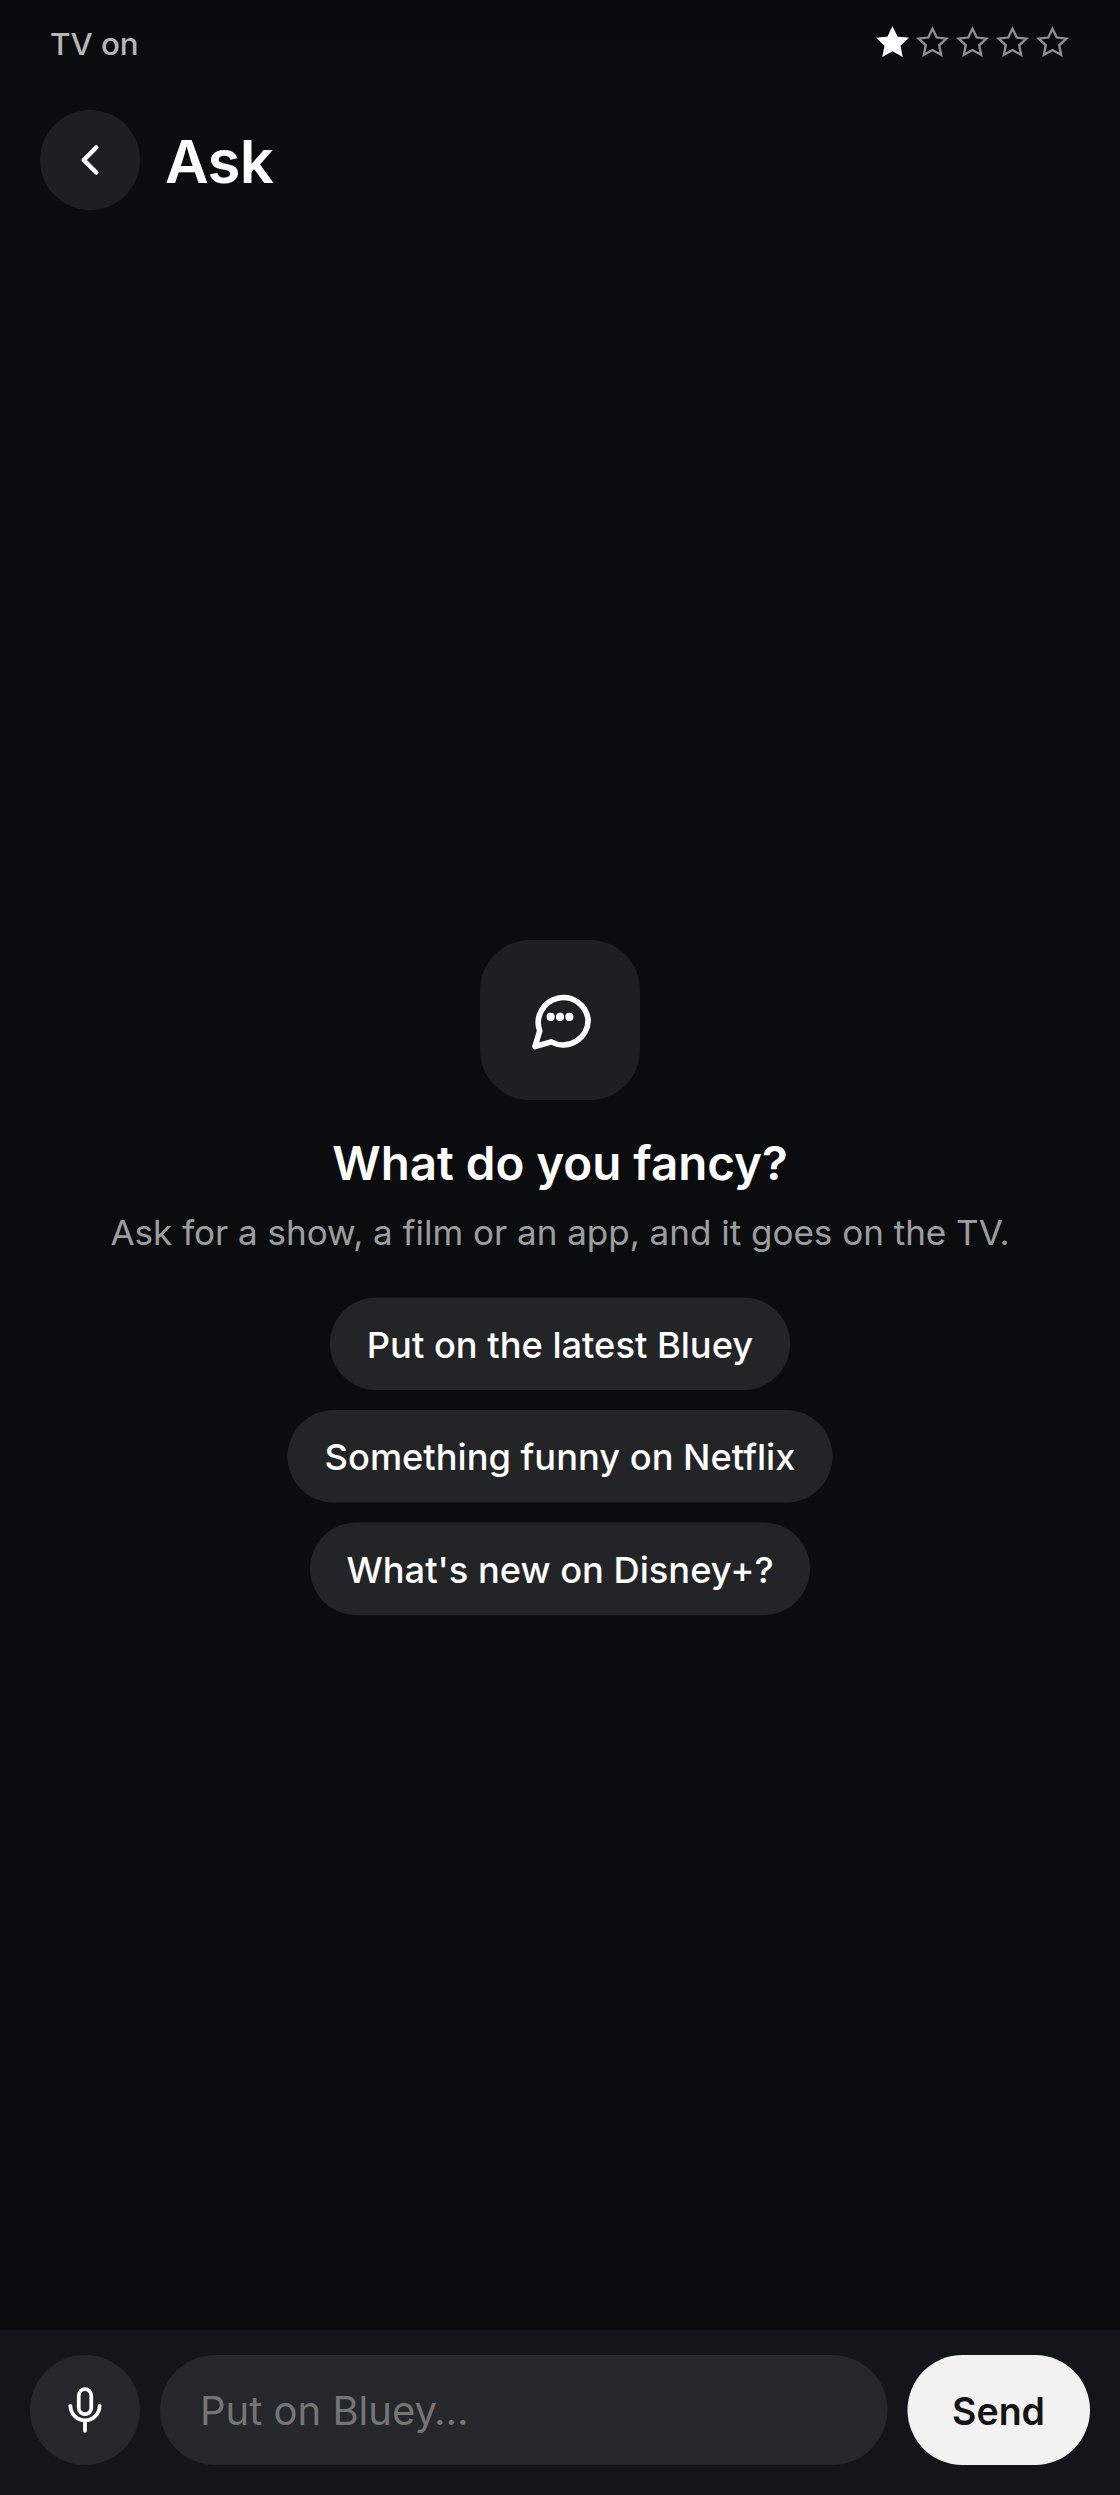 TV on
Ask
What do you fancy?
Ask for a show, a film or an app, and it goes on the TV.
Put on the latest Bluey
Something funny on Netflix
What's new on Disney+?
Put on Bluey...
Send